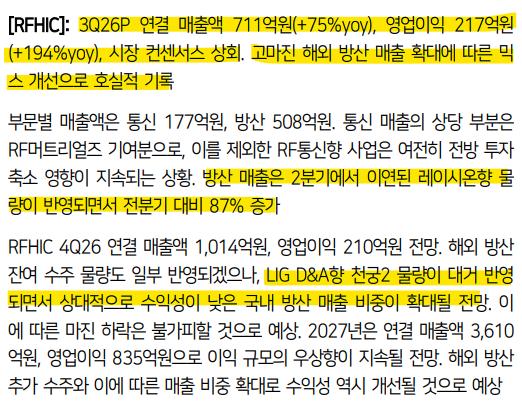 [RFHIC]: 3Q26P 연결 매출액 711억원(+75%yoy), 영업이익 217억원
(+194%yoy), 시장 컨센서스 상회. 고마진 해외 방산 매출 확대에 따른 믹
스 개선으로 호실적 기록
부문별 매출액은 통신 177억원, 방산 508억원. 통신 매출의 상당 부분은
RF머트리얼즈 기여분으로, 이를 제외한 RF통신향 사업은 여전히 전방 투자
축소 영향이 지속되는 상황. 방산 매출은 2분기에서 이연된 레이시온향 물
량이 반영되면서 전분기 대비 87% 증가
RFHIC 4Q26 연결 매출액 1,014억원, 영업이익 210억원 전망. 해외 방산
잔여 수주 물량도 일부 반영되겠으나, LIG D&A향 천궁2 물량이 대거 반영
되면서 상대적으로 수익성이 낮은 국내 방산 매출 비중이 확대될 전망. 이
에 따른 마진 하락은 불가피할 것으로 예상. 2027년은 연결 매출액 3,610
억원, 영업이익 835억원으로 이익 규모의 우상향이 지속될 전망. 해외 방산
추가 수주와 이에 따른 매출 비중 확대로 수익성 역시 개선될 것으로 예상